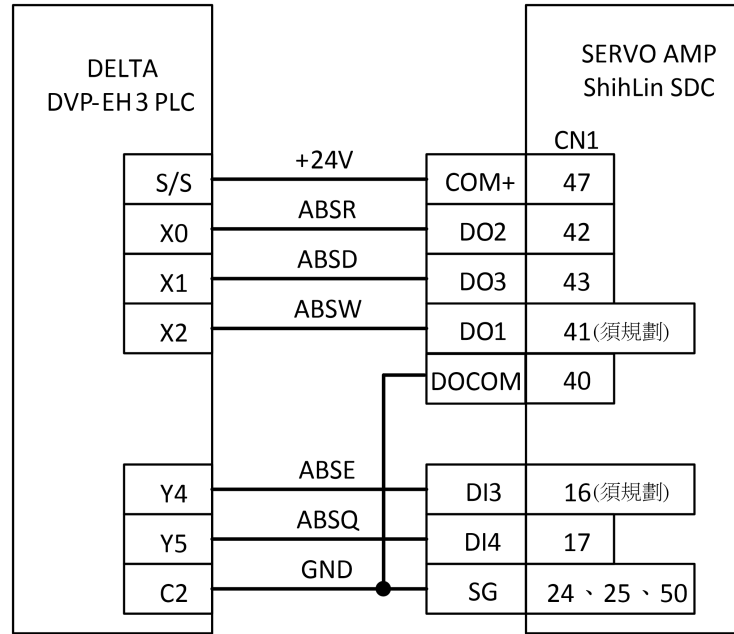 DELTA
DVP-EH3 PLC
SERVO AMP
ShihLin SDC
CN1
S/S +24V COM+ 47
X0 ABSR DO2 42
X1 ABSD DO3 43
X2 ABSW DO1 41(須規劃)
DOCOM 40
Y4 ABSE DI3 16(須規劃)
Y5 ABSQ DI4 17
C2 GND SG 24、25、50